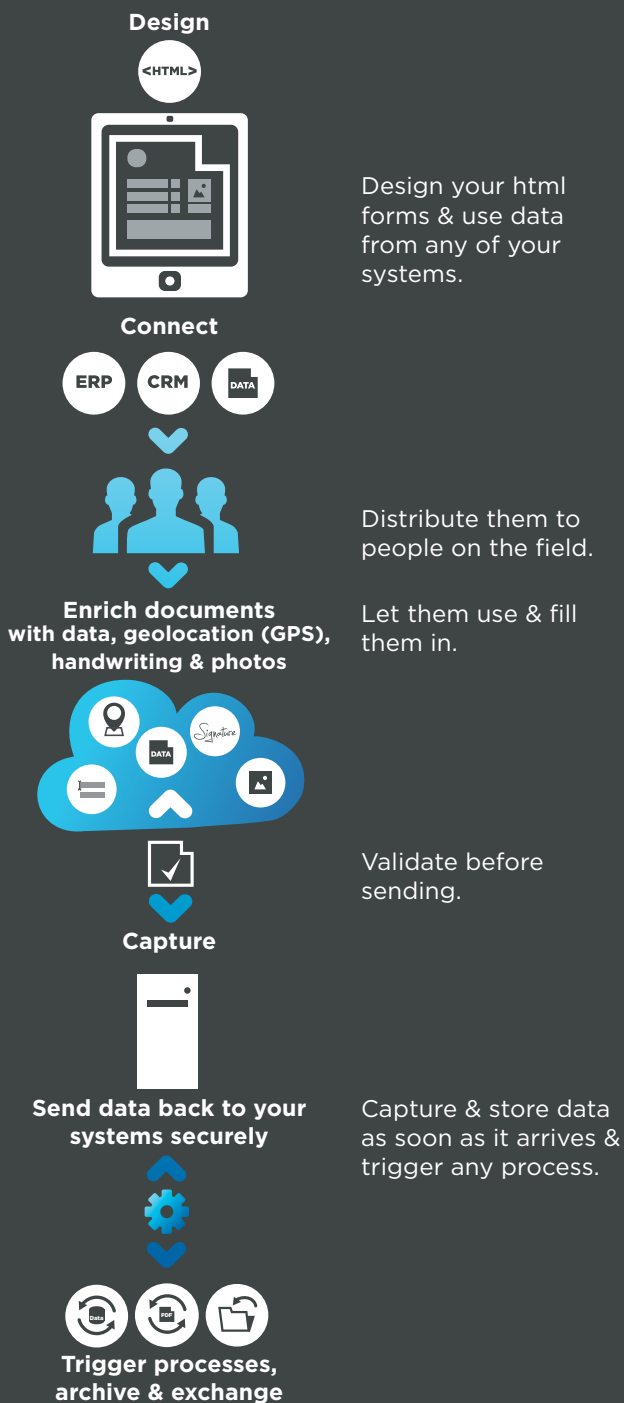 Design
<HTML>
Design your html
forms & use data
from any of your
systems.
Connect
ERP
CRM
DATA
Distribute them to
people on the field.
Enrich documents
with data, geolocation (GPS),
handwriting & photos
Let them use & fill
them in.
Signature
DATA
Validate before
sending.
Capture
Send data back to your
systems securely
Capture & store data
as soon as it arrives &
trigger any process.
Data
PDF
Trigger processes,
archive & exchange